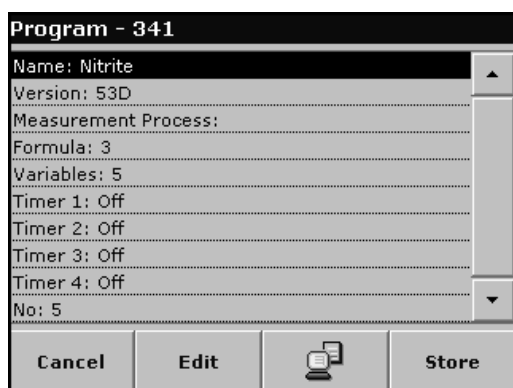 Program - 341
Name: Nitrite
Version: 53D
Measurement Process:
Formula: 3
Variables: 5
Timer 1: Off
Timer 2: Off
Timer 3: Off
Timer 4: Off
No: 5
Cancel Edit Store